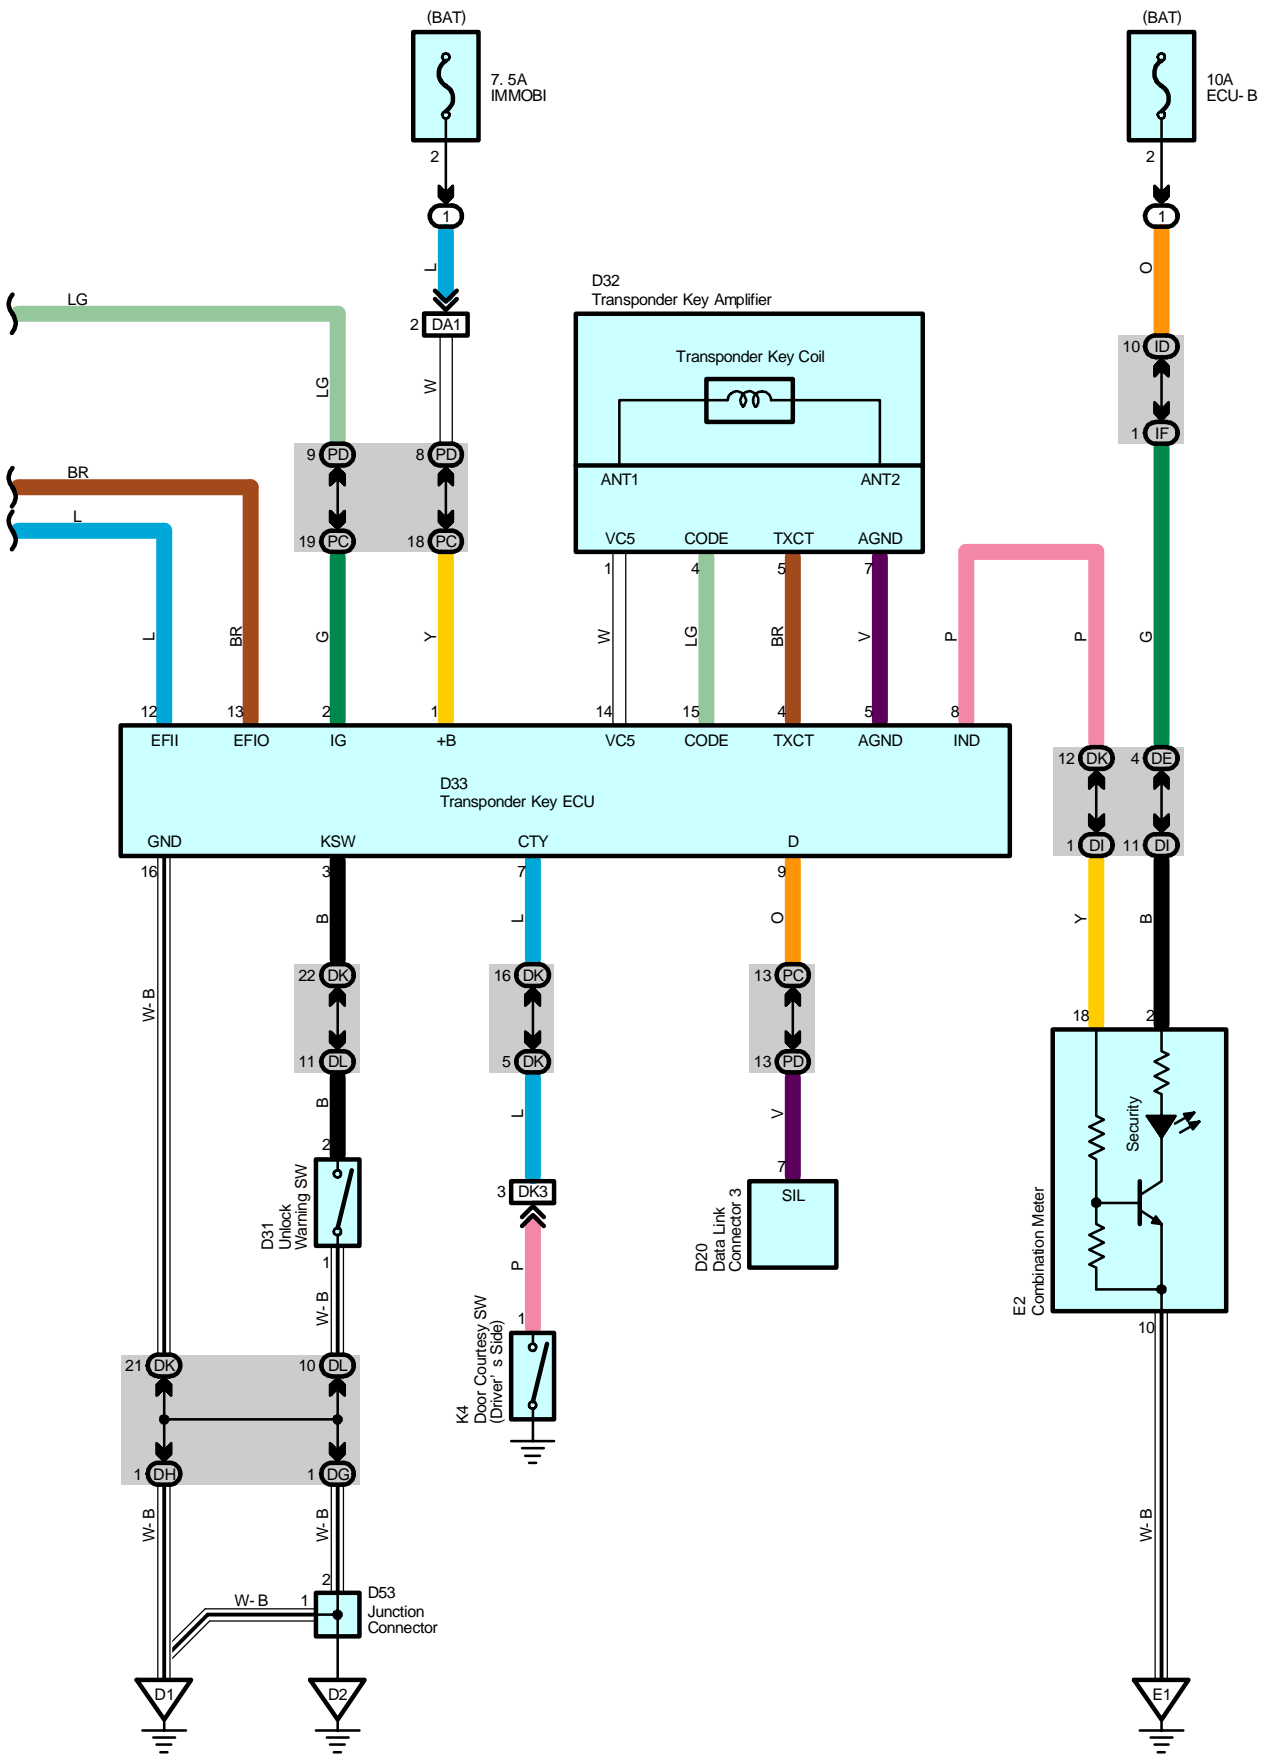 (BAT)
(BAT)
7. 5A
IMMOBI
10A
ECU- B
2
2
1
1
L
O
D32
Transponder Key Amplifier
LG
2 DA1
10 ID
Transponder Key Coil
LG
W
1 IF
9 PD
8 PD
BR
ANT1
ANT2
L
19 PC
18 PC
VC5
CODE
TXCT
AGND
1
4
5
7
L
BR
G
Y
W
LG
BR
V
P
P
G
12
13
2
1
14
15
4
5
8
EFII
EFIO
IG
+B
VC5
CODE
TXCT
AGND
IND
12 DK
4 DE
D33
Transponder Key ECU
GND
KSW
CTY
D
1 DI
11 DI
16
3
7
9
B
L
O
Y
B
22 DK
16 DK
13 PC
W- B
18
2
11 DL
5 DK
13 PD
B
L
V
Security
2
7
3 DK3
SIL
D31
Unlock
Warning SW
D20
Data Link
Connector 3
1
P
E2
Combination Meter
W- B
1
10
21 DK
10 DL
K4
Door Courtesy SW
(Driver' s Side)
1 DH
1 DG
W- B
W- B
W- B
2
D53
Junction
Connector
W- B
1
D1
D2
E1